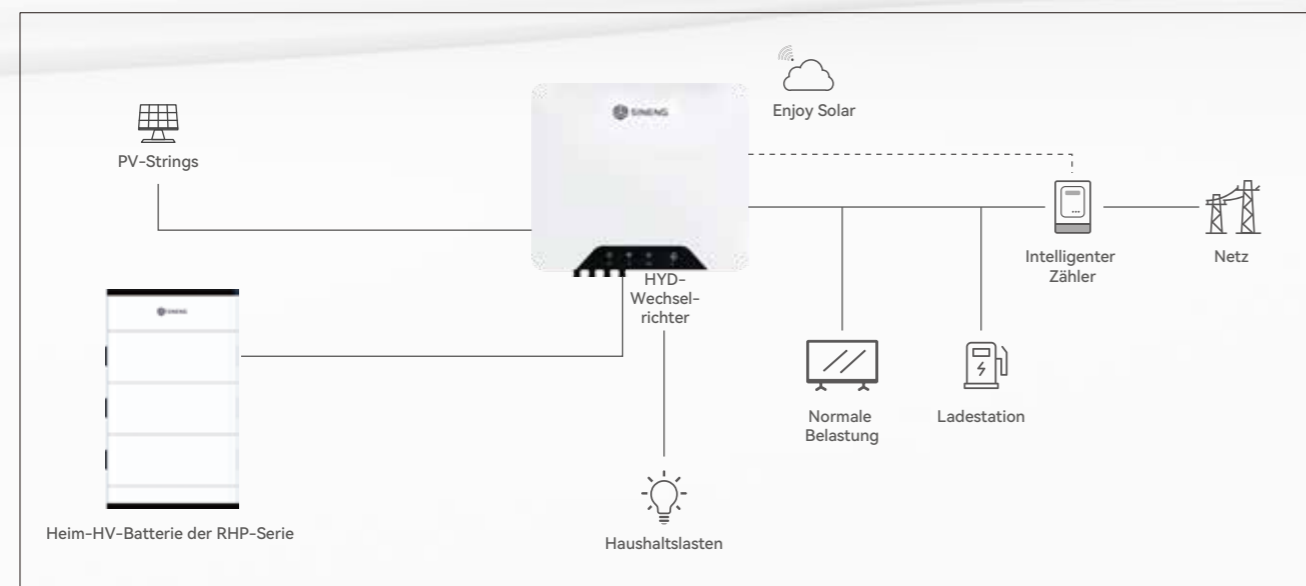 SINENG
Enjoy Solar
PV-Strings
Intelligenter
Zähler
Netz
HYD-
Wechsel-
richter
SINENG
Normale
Belastung
Ladestation
Heim-HV-Batterie der RHP-Serie
Haushaltslasten